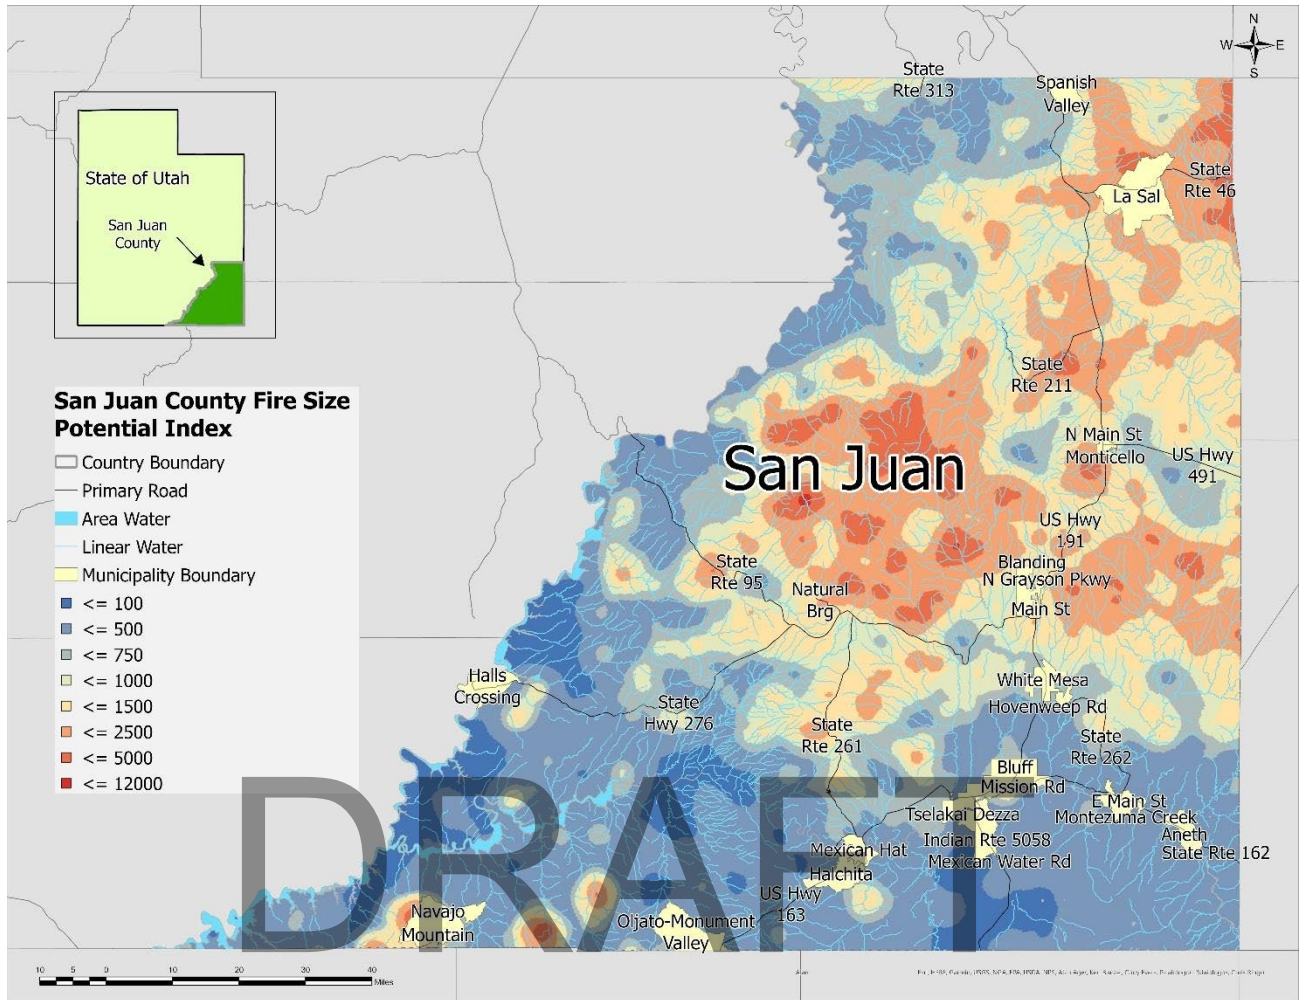 N
W E
S
State
Rte 313
Spanish
Valley
State of Utah
San Juan
County
State
Rte 46
La Sal
State
Rte 211
San Juan County Fire Size
Potential Index
Country Boundary
Primary Road
Area Water
Linear Water
Municipality Boundary
<= 100
<= 500
<= 750
<= 1000
<= 1500
<= 2500
<= 5000
<= 12000
N Main St
Monticello
US Hwy
491
San Juan
US Hwy
191
State
Rte 95
Blanding
N Grayson Pkwy
Natural
Brg
Main St
Halls
Crossing
White Mesa
Hovenweep Rd
State
Hwy 276
State
Rte 261
State
Rte 262
Bluff
Mission Rd
DRAFT
E Main St
Montezuma Creek
Tselakai Dezza
Indian Rte 5058
Mexican Water Rd
Aneth
State Rte 162
Mexican Hat
Halchita
US Hwy
163
Navajo
Mountain
Oljato-Monument
Valley
10 5 0 10 20 30 40
Miles